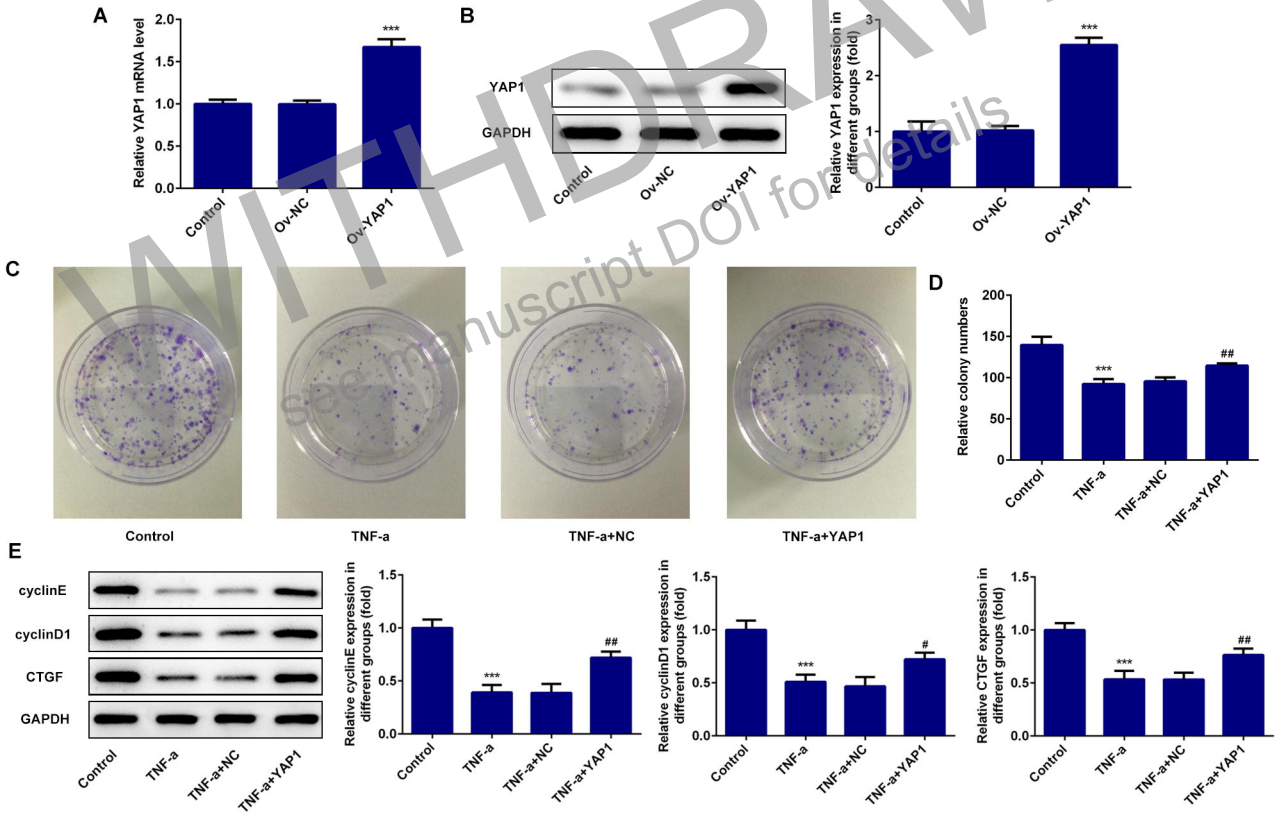 A
Relative YAP1 mRNA level
2.0
1.5
1.0
0.5
0.0
***
Control
Ov-NC
Ov-YAP1
B
YAP1
GAPDH
Control
Ov-NC
Ov-YAP1
Relative YAP1 expression in
different groups (fold)
3
2
1
0
***
Control
Ov-NC
Ov-YAP1
WITHDRAW
see manuscript DOI for details
C
Control
TNF-a
TNF-a+NC
TNF-a+YAP1
D
Relative colony numbers
200
150
100
50
0
***
##
Control
TNF-a
TNF-a+NC
TNF-a+YAP1
E
cyclinE
cyclinD1
CTGF
GAPDH
Control
TNF-a
TNF-a+NC
TNF-a+YAP1
Relative cyclinE expression in
different groups (fold)
1.5
1.0
0.5
0.0
***
##
Control
TNF-a
TNF-a+NC
TNF-a+YAP1
Relative cyclinD1 expression in
different groups (fold)
1.5
1.0
0.5
0.0
***
#
Control
TNF-a
TNF-a+NC
TNF-a+YAP1
Relative CTGF expression in
different groups (fold)
1.5
1.0
0.5
0.0
***
##
Control
TNF-a
TNF-a+NC
TNF-a+YAP1